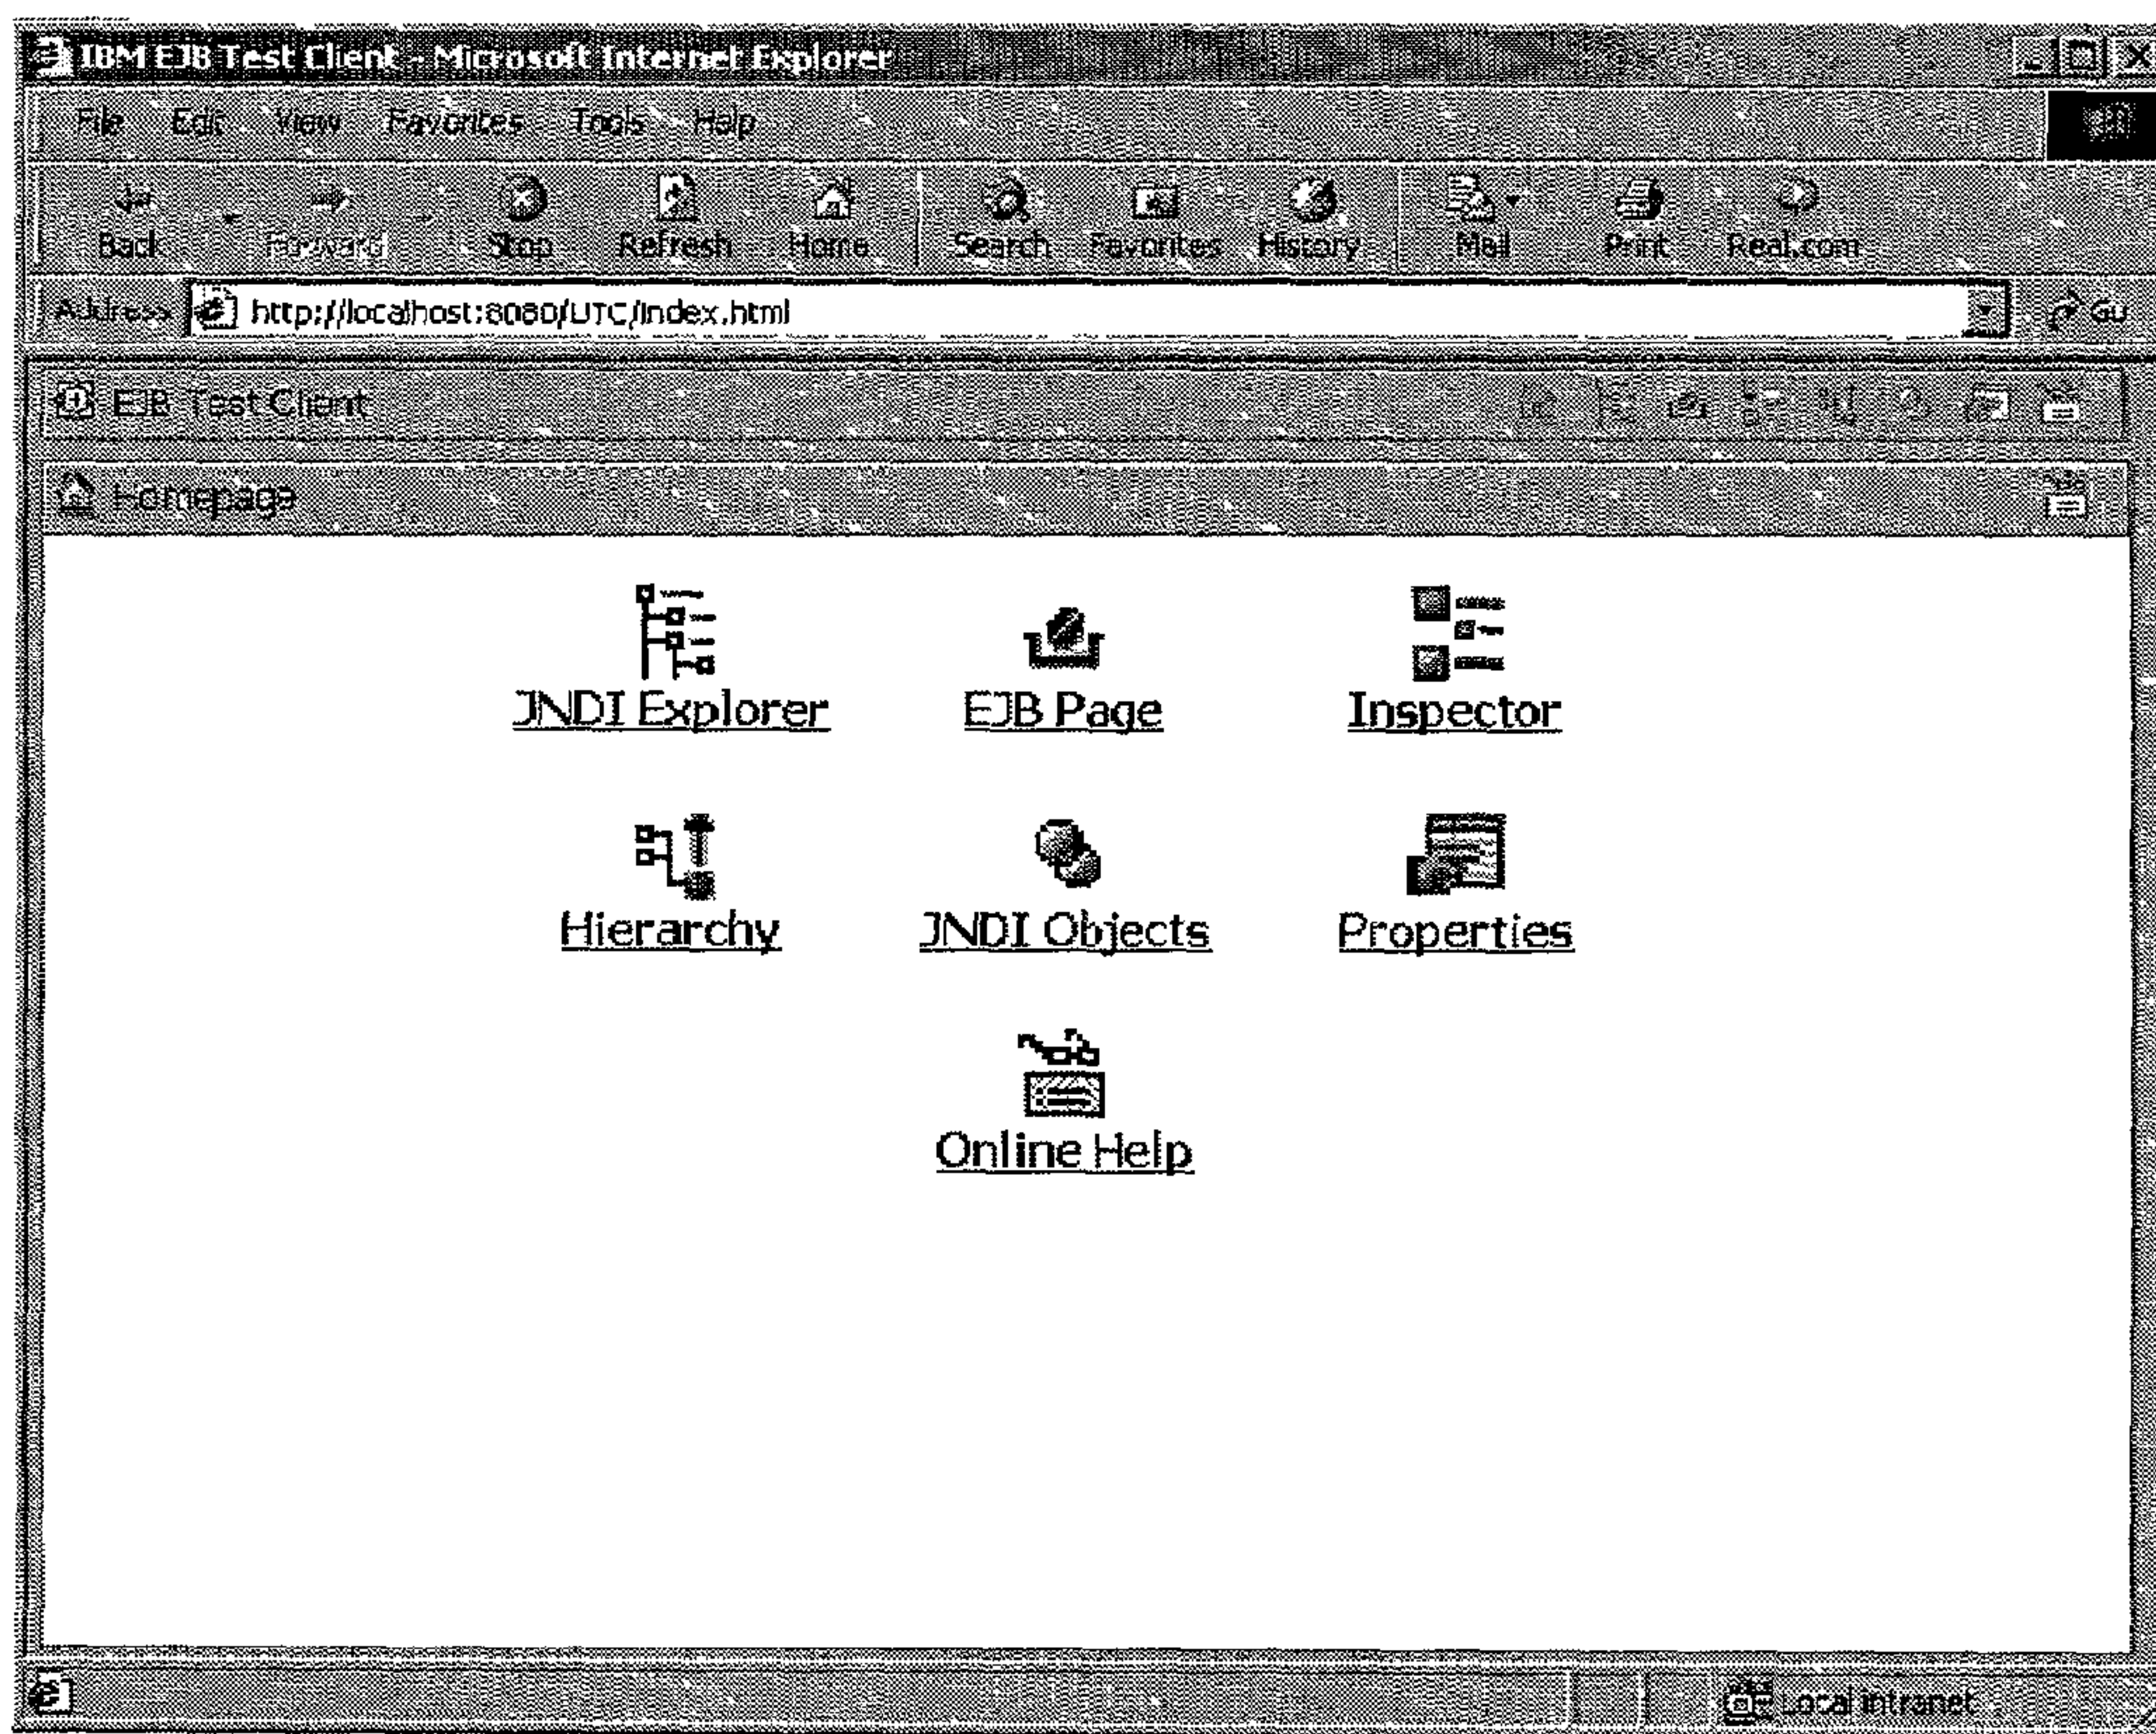 IBM EJB Test Client - Microsoft Internet Explorer
File Edit View Favorites Tools Help
Back Forward Stop Refresh Home Search Favorites History Mail Print Real.com
Address http://localhost:8080/UTC/index.html Go
EJB Test Client
Homepage
JNDI Explorer EJB Page Inspector
Hierarchy JNDI Objects Properties
Online Help
Local intranet